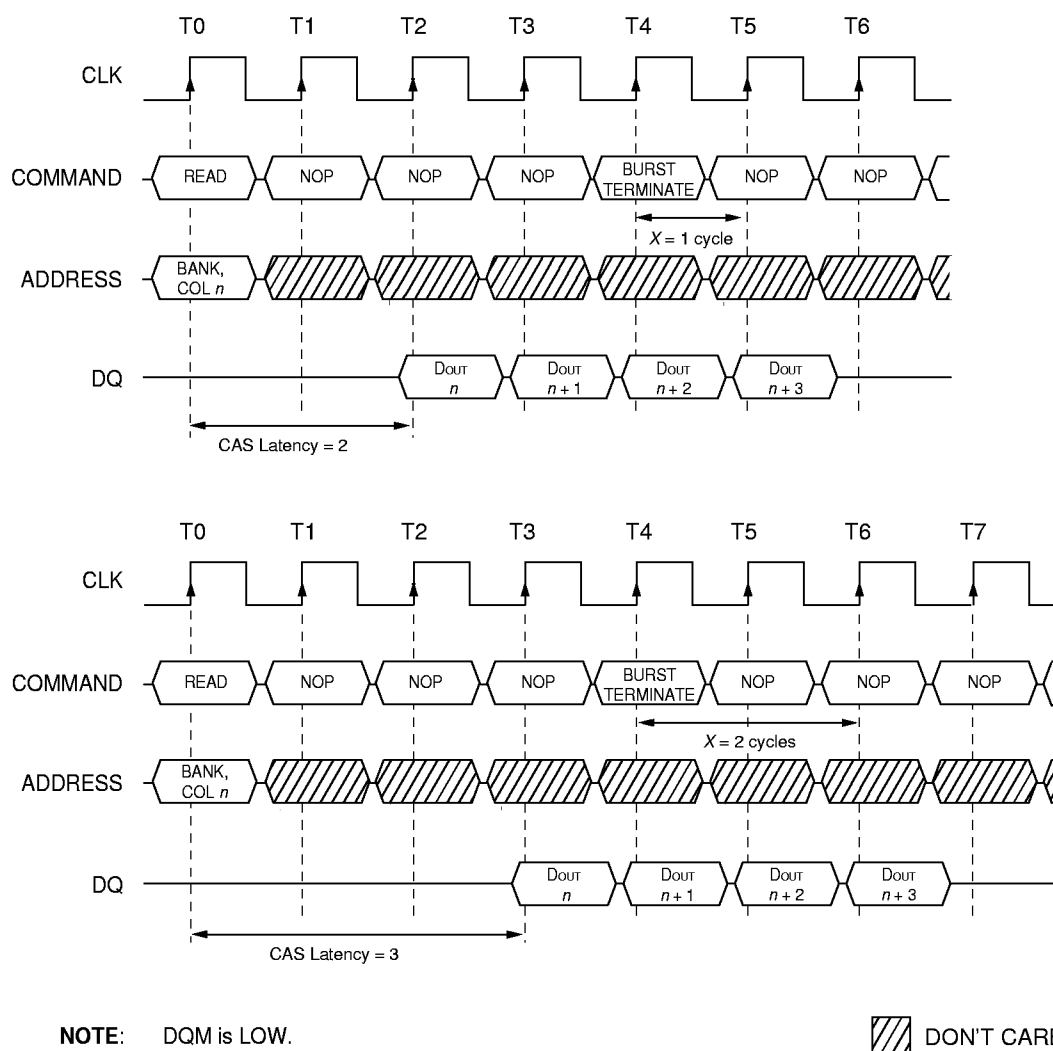 T0 T1 T2 T3 T4 T5 T6
CLK
COMMAND READ NOP NOP NOP BURST TERMINATE NOP NOP
X = 1 cycle
ADDRESS BANK, COL n
DQ DOUT n DOUT n + 1 DOUT n + 2 DOUT n + 3
CAS Latency = 2
T0 T1 T2 T3 T4 T5 T6 T7
CLK
COMMAND READ NOP NOP NOP BURST TERMINATE NOP NOP NOP
X = 2 cycles
ADDRESS BANK, COL n
DQ DOUT n DOUT n + 1 DOUT n + 2 DOUT n + 3
CAS Latency = 3
NOTE: DQM is LOW. DON'T CARE